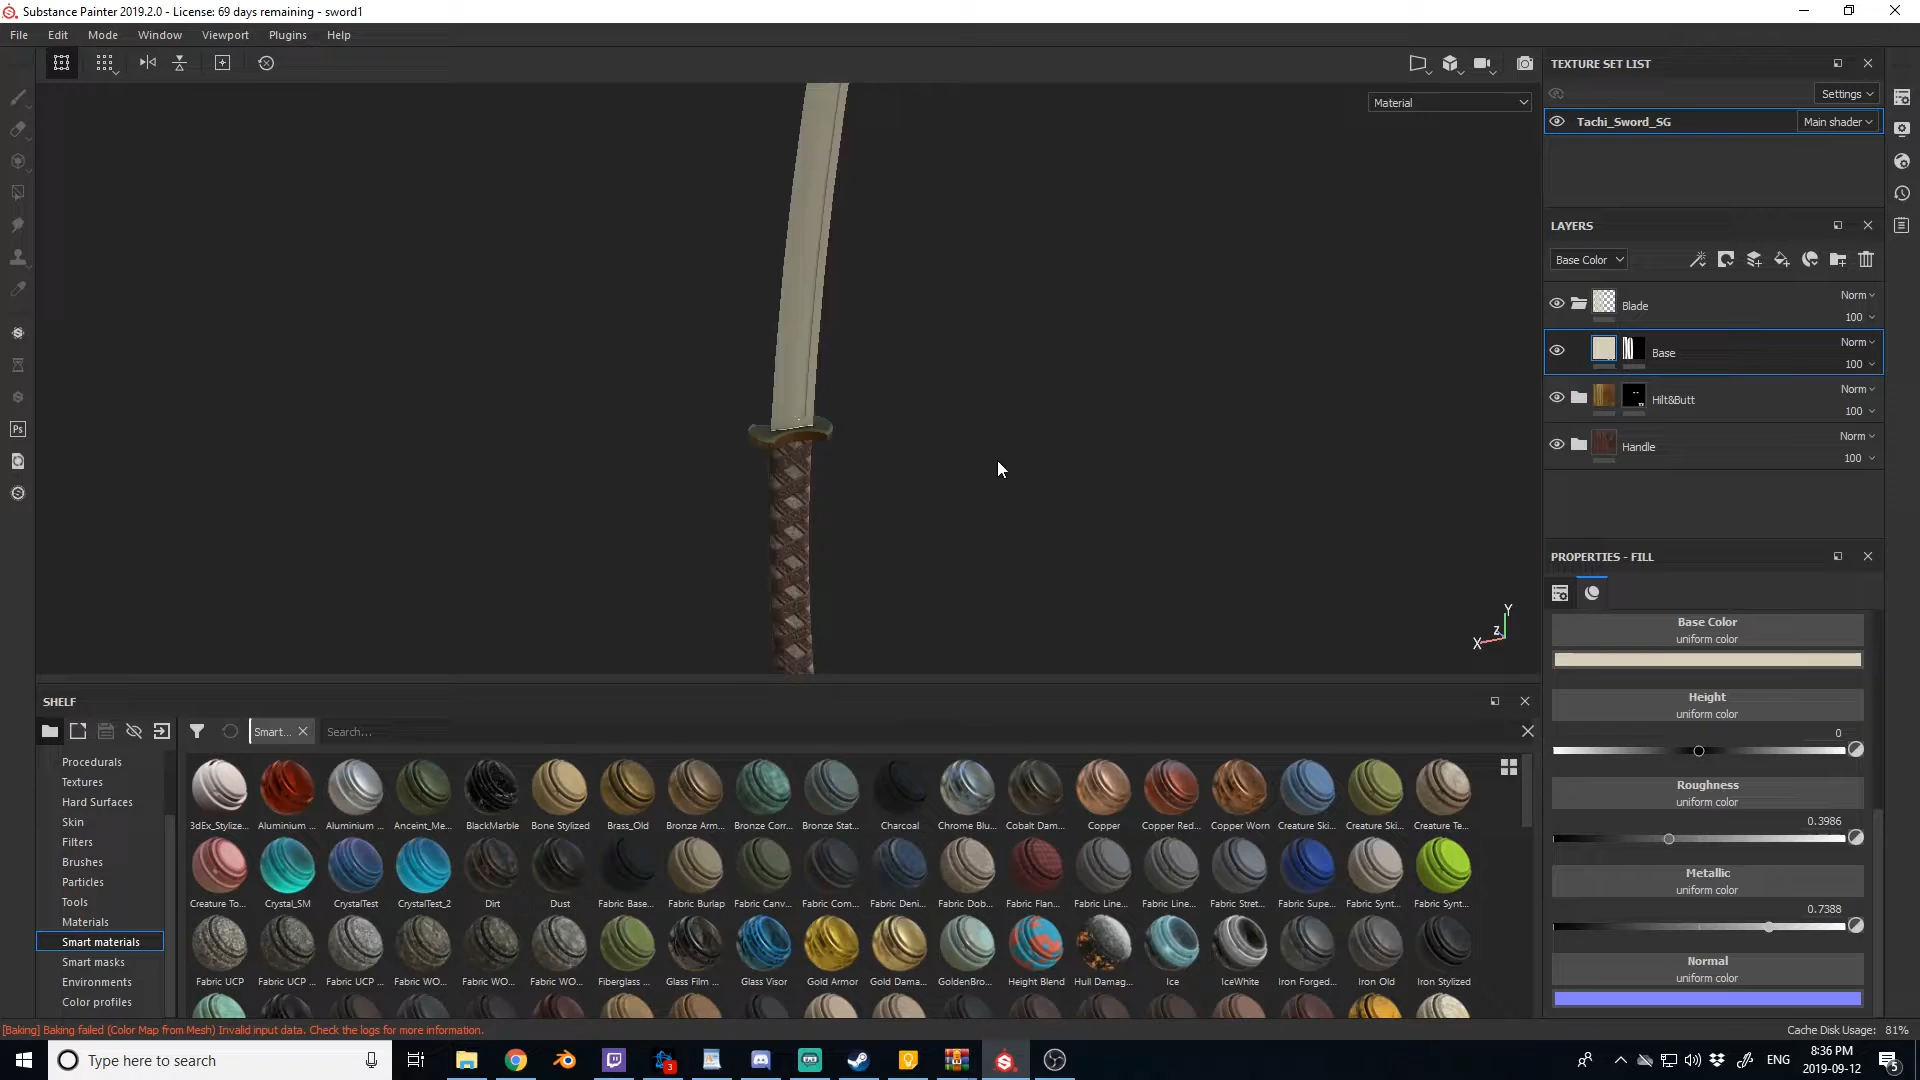 Substance Painter 2019.2.0 - License: 69 days remaining - sword1
File Edit Mode Window Viewport Plugins Help
Material
TEXTURE SET LIST
Settings
Tachi_Sword_SG Main shader
LAYERS
Base Color
Blade Norm 100
Base Norm 100
Hilt&Butt Norm 100
Handle Norm 100
PROPERTIES - FILL
Base Color
uniform color
Height
uniform color
0
Roughness
uniform color
0.3986
Metallic
uniform color
0.7388
Normal
uniform color
Y
Z
X
SHELF
Smart... Search...
Procedurals
Textures
Hard Surfaces
Skin
Filters
Brushes
Particles
Tools
Materials
Smart materials
Smart masks
Environments
Color profiles
3dEx_Stylize... Aluminium ... Aluminium ... Anceint_Me... BlackMarble Bone Stylized Brass_Old Bronze Arm... Bronze Corr... Bronze Stat... Charcoal Chrome Blu... Cobalt Dam... Copper Copper Red... Copper Worn Creature Ski... Creature Ski... Creature Te...
Creature To... Crystal_SM CrystalTest CrystalTest_2 Dirt Dust Fabric Base... Fabric Burlap Fabric Canv... Fabric Com... Fabric Deni... Fabric Dob... Fabric Flan... Fabric Line... Fabric Line... Fabric Stret... Fabric Supe... Fabric Synt... Fabric Synt...
Fabric UCP Fabric UCP ... Fabric UCP ... Fabric WO... Fabric WO... Fabric WO... Fiberglass ... Glass Film ... Glass Visor Gold Armor Gold Dama... GoldenBro... Height Blend Hull Damag... Ice IceWhite Iron Forged... Iron Old Iron Stylized
[Baking] Baking failed (Color Map from Mesh) Invalid input data. Check the logs for more information.
Cache Disk Usage: 81%
Type here to search
Ps
3
ENG
8:36 PM
2019-09-12
5